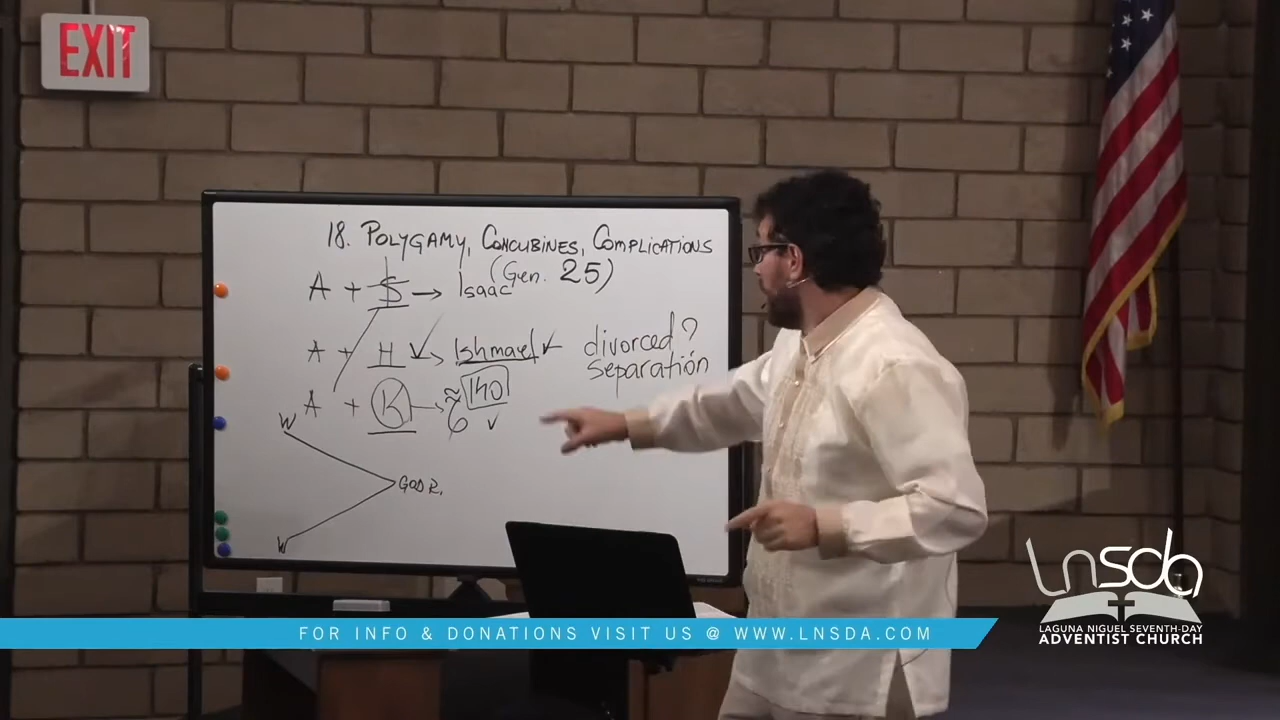 EXIT
18. POLYGAMY, CONCUBINES, COMPLICATIONS
(Gen. 25)
A + S → Isaac
A + H ✓ → Ishmael ✓
divorced?
separatión
A + K → ≈ 140
6 ✓
W
GOD R.
W
LNSDA
LAGUNA NIGUEL SEVENTH-DAY
ADVENTIST CHURCH
FOR INFO & DONATIONS VISIT US @ WWW.LNSDA.COM